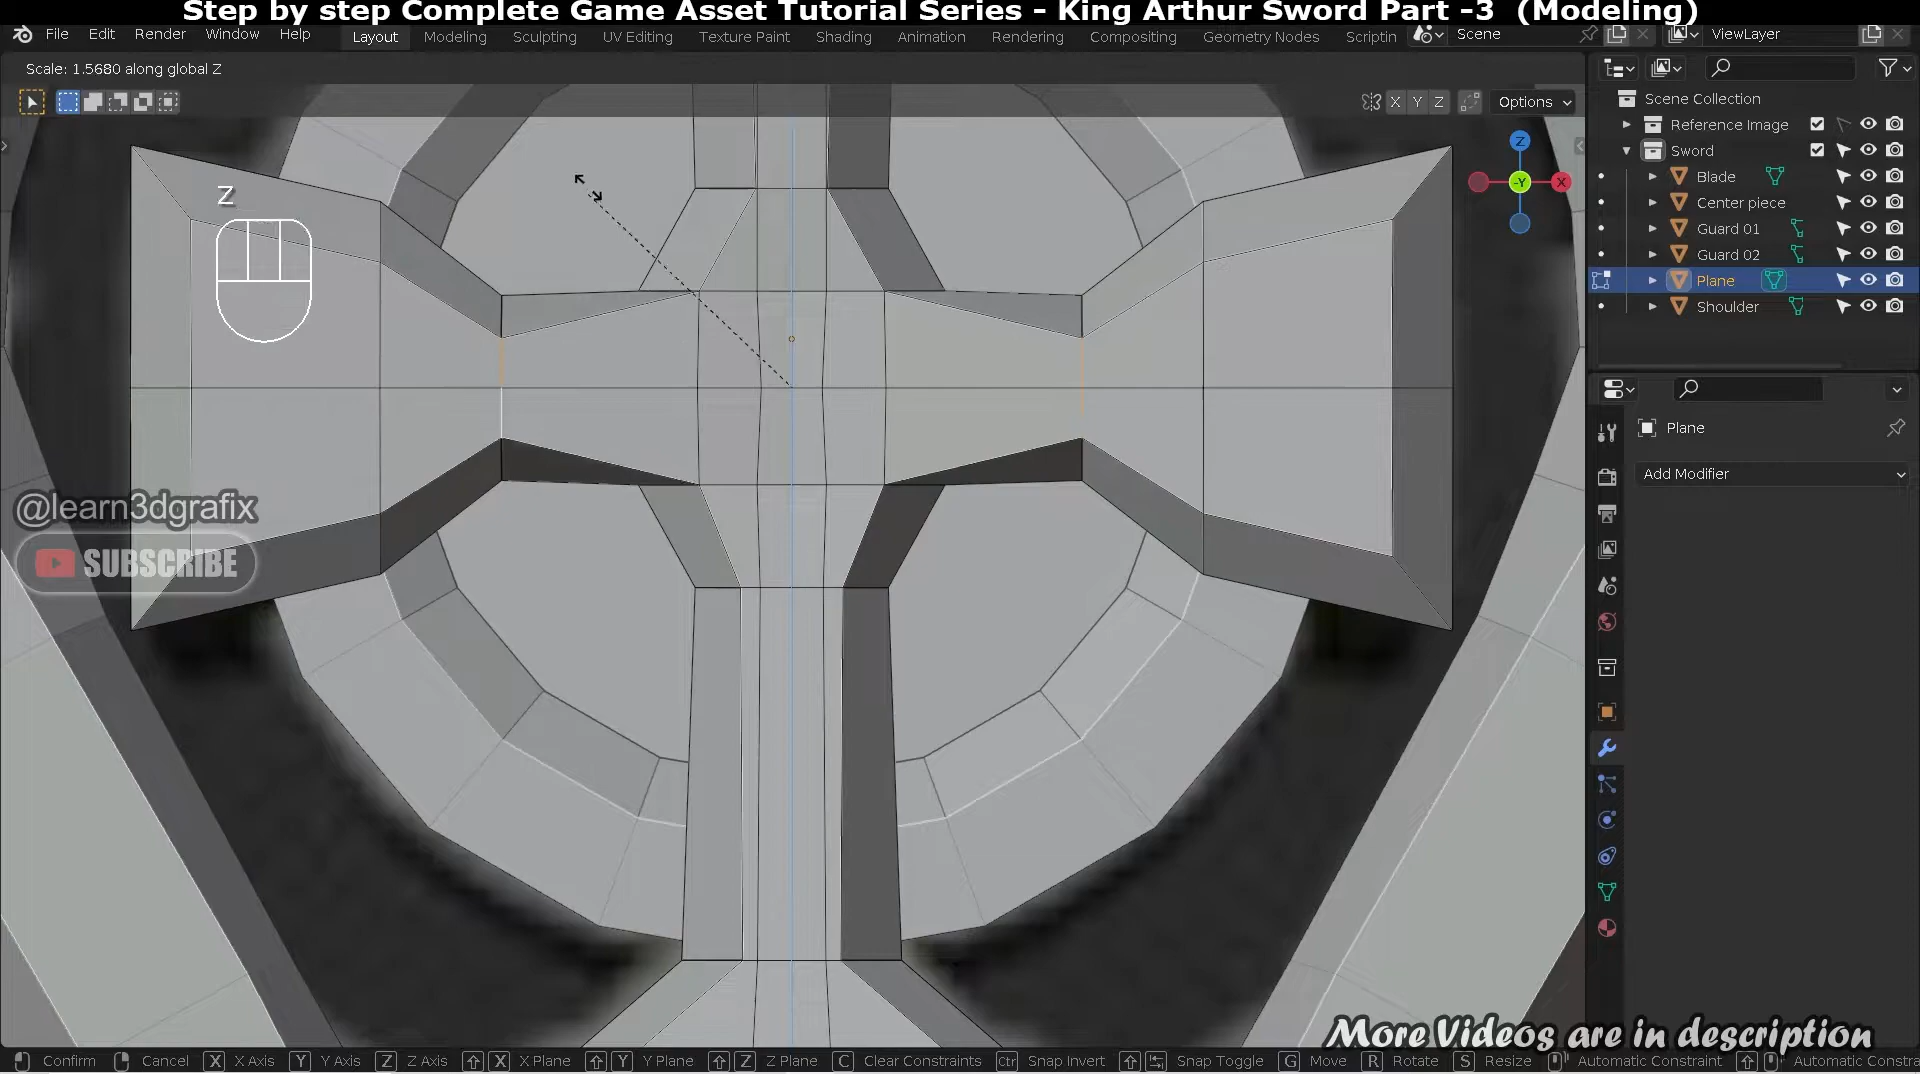 Step by step Complete Game Asset Tutorial Series - King Arthur Sword Part -3 (Modeling)
File Edit Render Window Help Layout Modeling Sculpting UV Editing Texture Paint Shading Animation Rendering Compositing Geometry Nodes Scriptin Scene ViewLayer
Scale: 1.5680 along global Z
X Y Z Options
Scene Collection
Reference Image
Sword
Blade
Center piece
Guard 01
Guard 02
Plane
Shoulder
Z
-Y
X
Z
Plane
Add Modifier
@learn3dgrafix
SUBSCRIBE
More Videos are in description
Confirm Cancel X X Axis Y Y Axis Z Z Axis X X Plane Y Y Plane Z Z Plane C Clear Constraints Ctrl Snap Invert Snap Toggle G Move R Rotate S Resize Automatic Constraint Automatic Constra